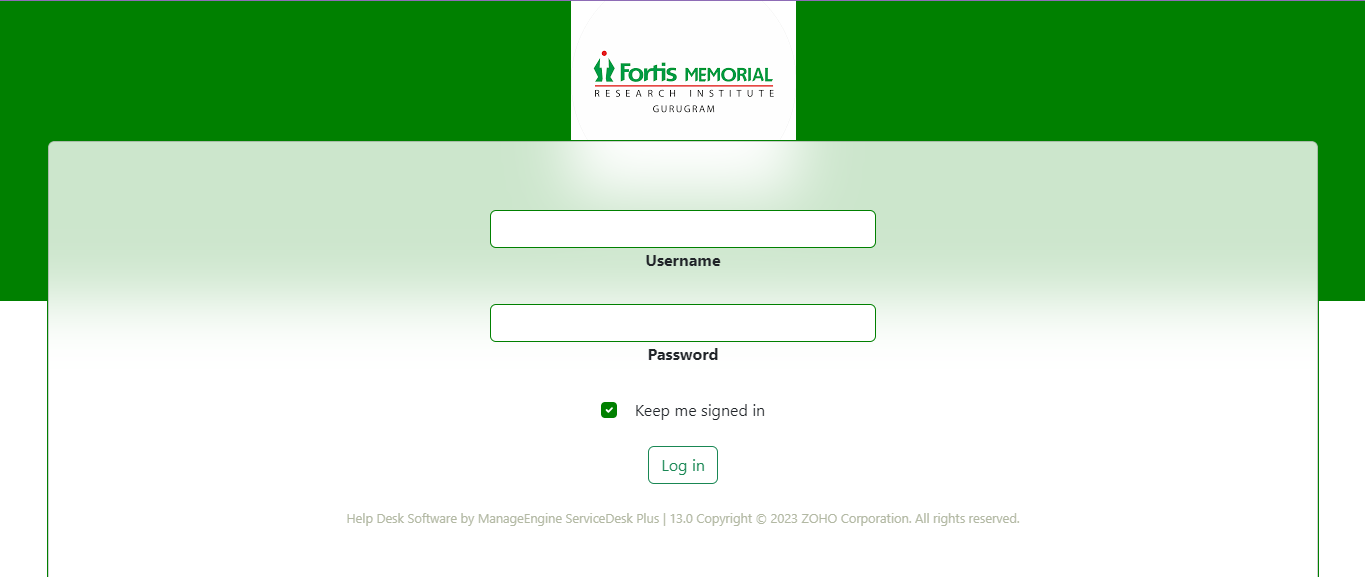 Fortis MEMORIAL
RESEARCH INSTITUTE
GURUGRAM
Username
Password
Keep me signed in
Log in
Help Desk Software by ManageEngine ServiceDesk Plus | 13.0 Copyright © 2023 ZOHO Corporation. All rights reserved.